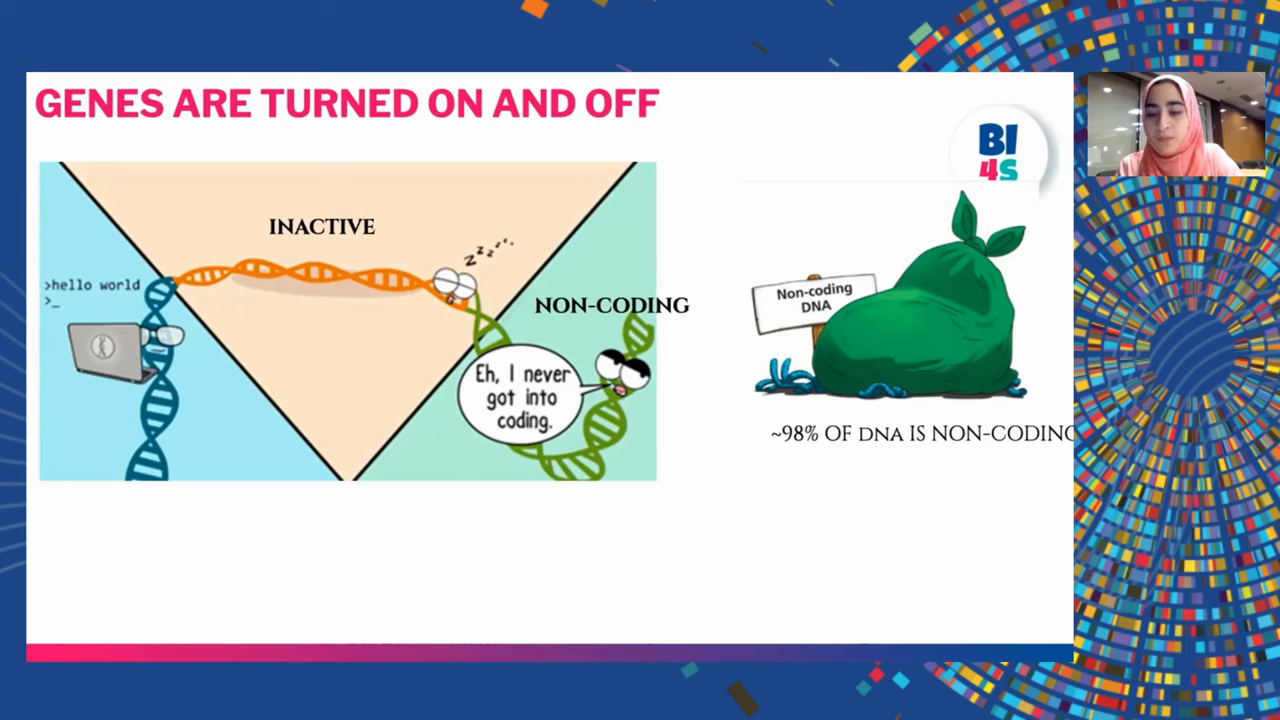 GENES ARE TURNED ON AND OFF
BI
4S
INACTIVE
zzzz
>hello world
>_
NON-CODING
Eh, I never
got into
coding.
Non-coding
DNA
~98% OF DNA IS NON-CODING